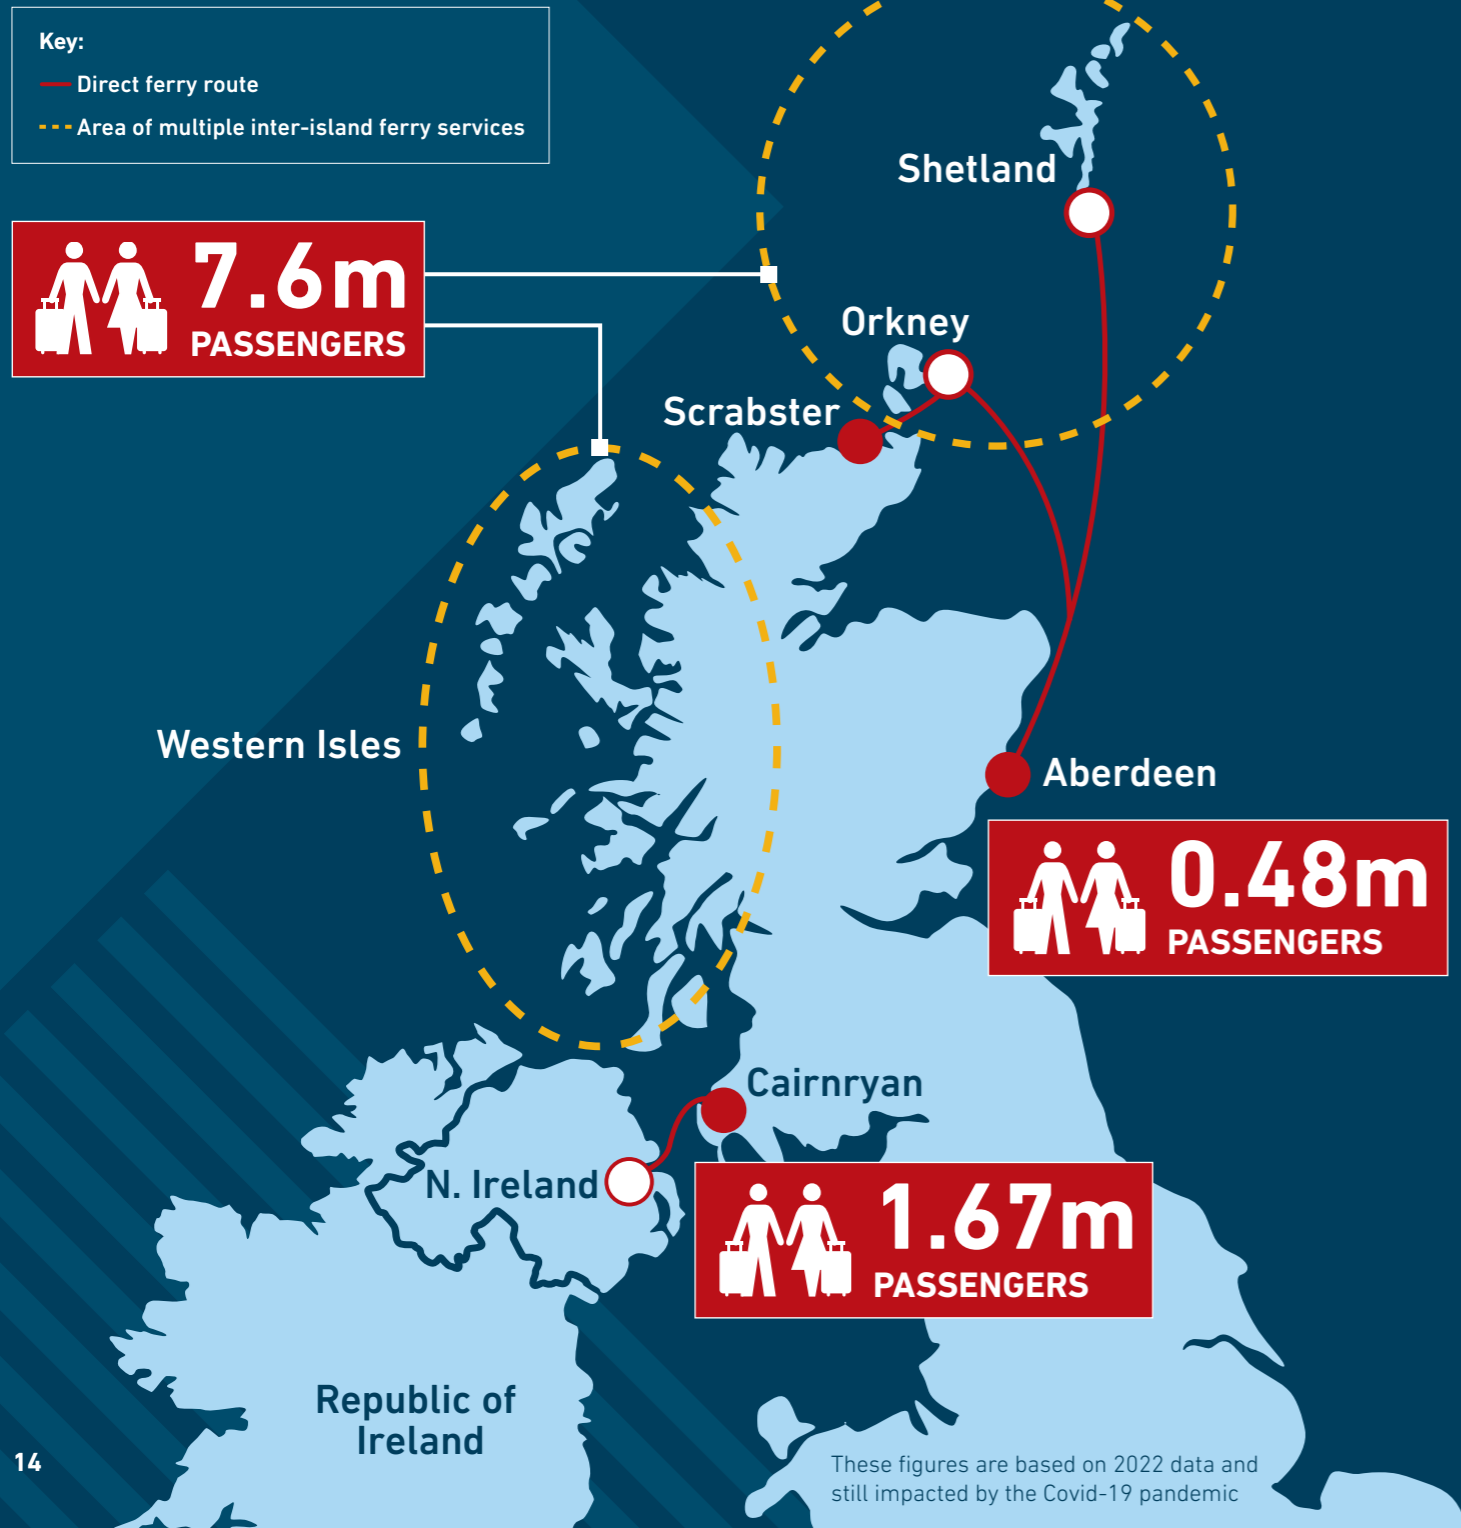 Key:
Direct ferry route
Area of multiple inter-island ferry services
Shetland
7.6m
PASSENGERS
Orkney
Scrabster
Western Isles
Aberdeen
0.48m
PASSENGERS
Cairnryan
N. Ireland
1.67m
PASSENGERS
Republic of
Ireland
14
These figures are based on 2022 data and
still impacted by the Covid-19 pandemic